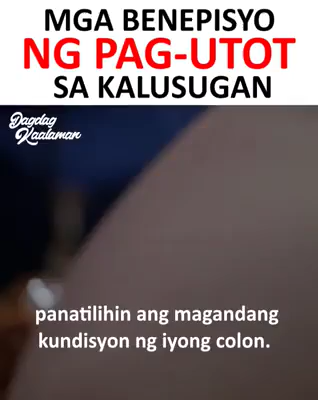 MGA BENEPISYO
NG PAG-UTOT
SA KALUSUGAN
Dagdag
Kaalaman
panatilihin ang magandang
kundisyon ng iyong colon.